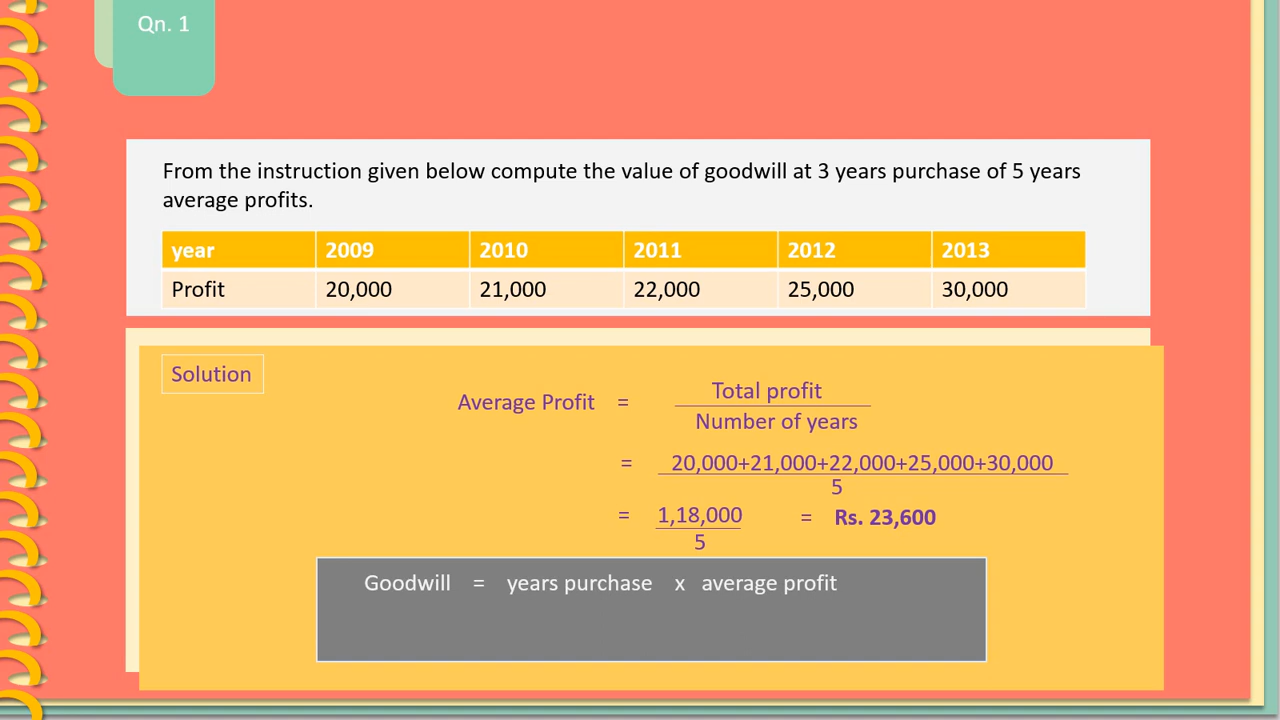 Qn. 1
From the instruction given below compute the value of goodwill at 3 years purchase of 5 years
average profits.
year 2009 2010 2011 2012 2013
Profit 20,000 21,000 22,000 25,000 30,000
Solution
Total profit
Average Profit =
Number of years
= 20,000+21,000+22,000+25,000+30,000
5
= 1,18,000 = Rs. 23,600
5
Goodwill = years purchase x average profit